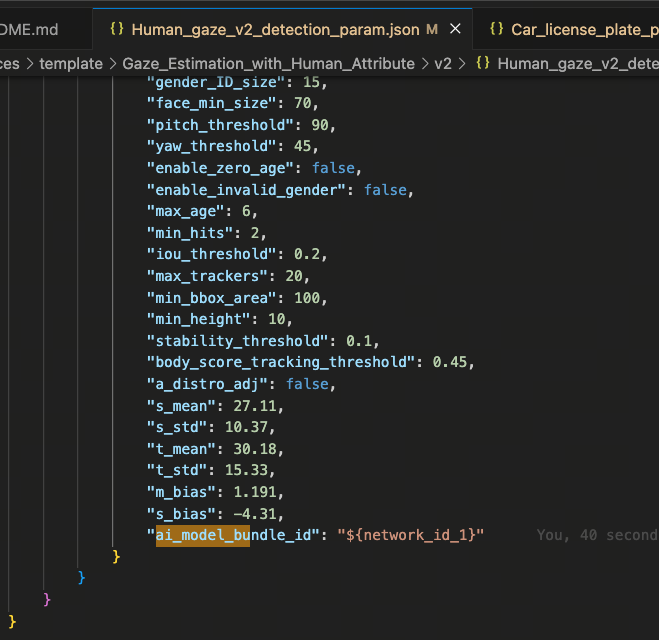 DME.md
{} Human_gaze_v2_detection_param.json M ×
{} Car_license_plate_p
ces > template > Gaze_Estimation_with_Human_Attribute > v2 > {} Human_gaze_v2_dete
"gender_ID_size": 15,
"face_min_size": 70,
"pitch_threshold": 90,
"yaw_threshold": 45,
"enable_zero_age": false,
"enable_invalid_gender": false,
"max_age": 6,
"min_hits": 2,
"iou_threshold": 0.2,
"max_trackers": 20,
"min_bbox_area": 100,
"min_height": 10,
"stability_threshold": 0.1,
"body_score_tracking_threshold": 0.45,
"a_distro_adj": false,
"s_mean": 27.11,
"s_std": 10.37,
"t_mean": 30.18,
"t_std": 15.33,
"m_bias": 1.191,
"s_bias": -4.31,
"ai_model_bundle_id": "${network_id_1}" You, 40 second
}
}
}
}